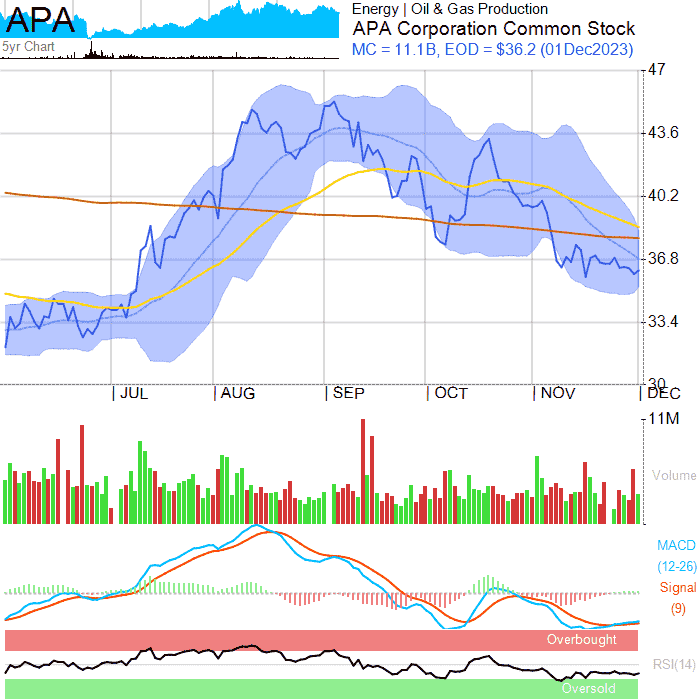 APA
5yr Chart
Energy | Oil & Gas Production
APA Corporation Common Stock
MC = 11.1B, EOD = $36.2 (01Dec2023)
47
43.6
40.2
36.8
33.4
30
JUL
AUG
SEP
OCT
NOV
DEC
11M
Volume
MACD
(12-26)
Signal
(9)
Overbought
RSI(14)
Oversold